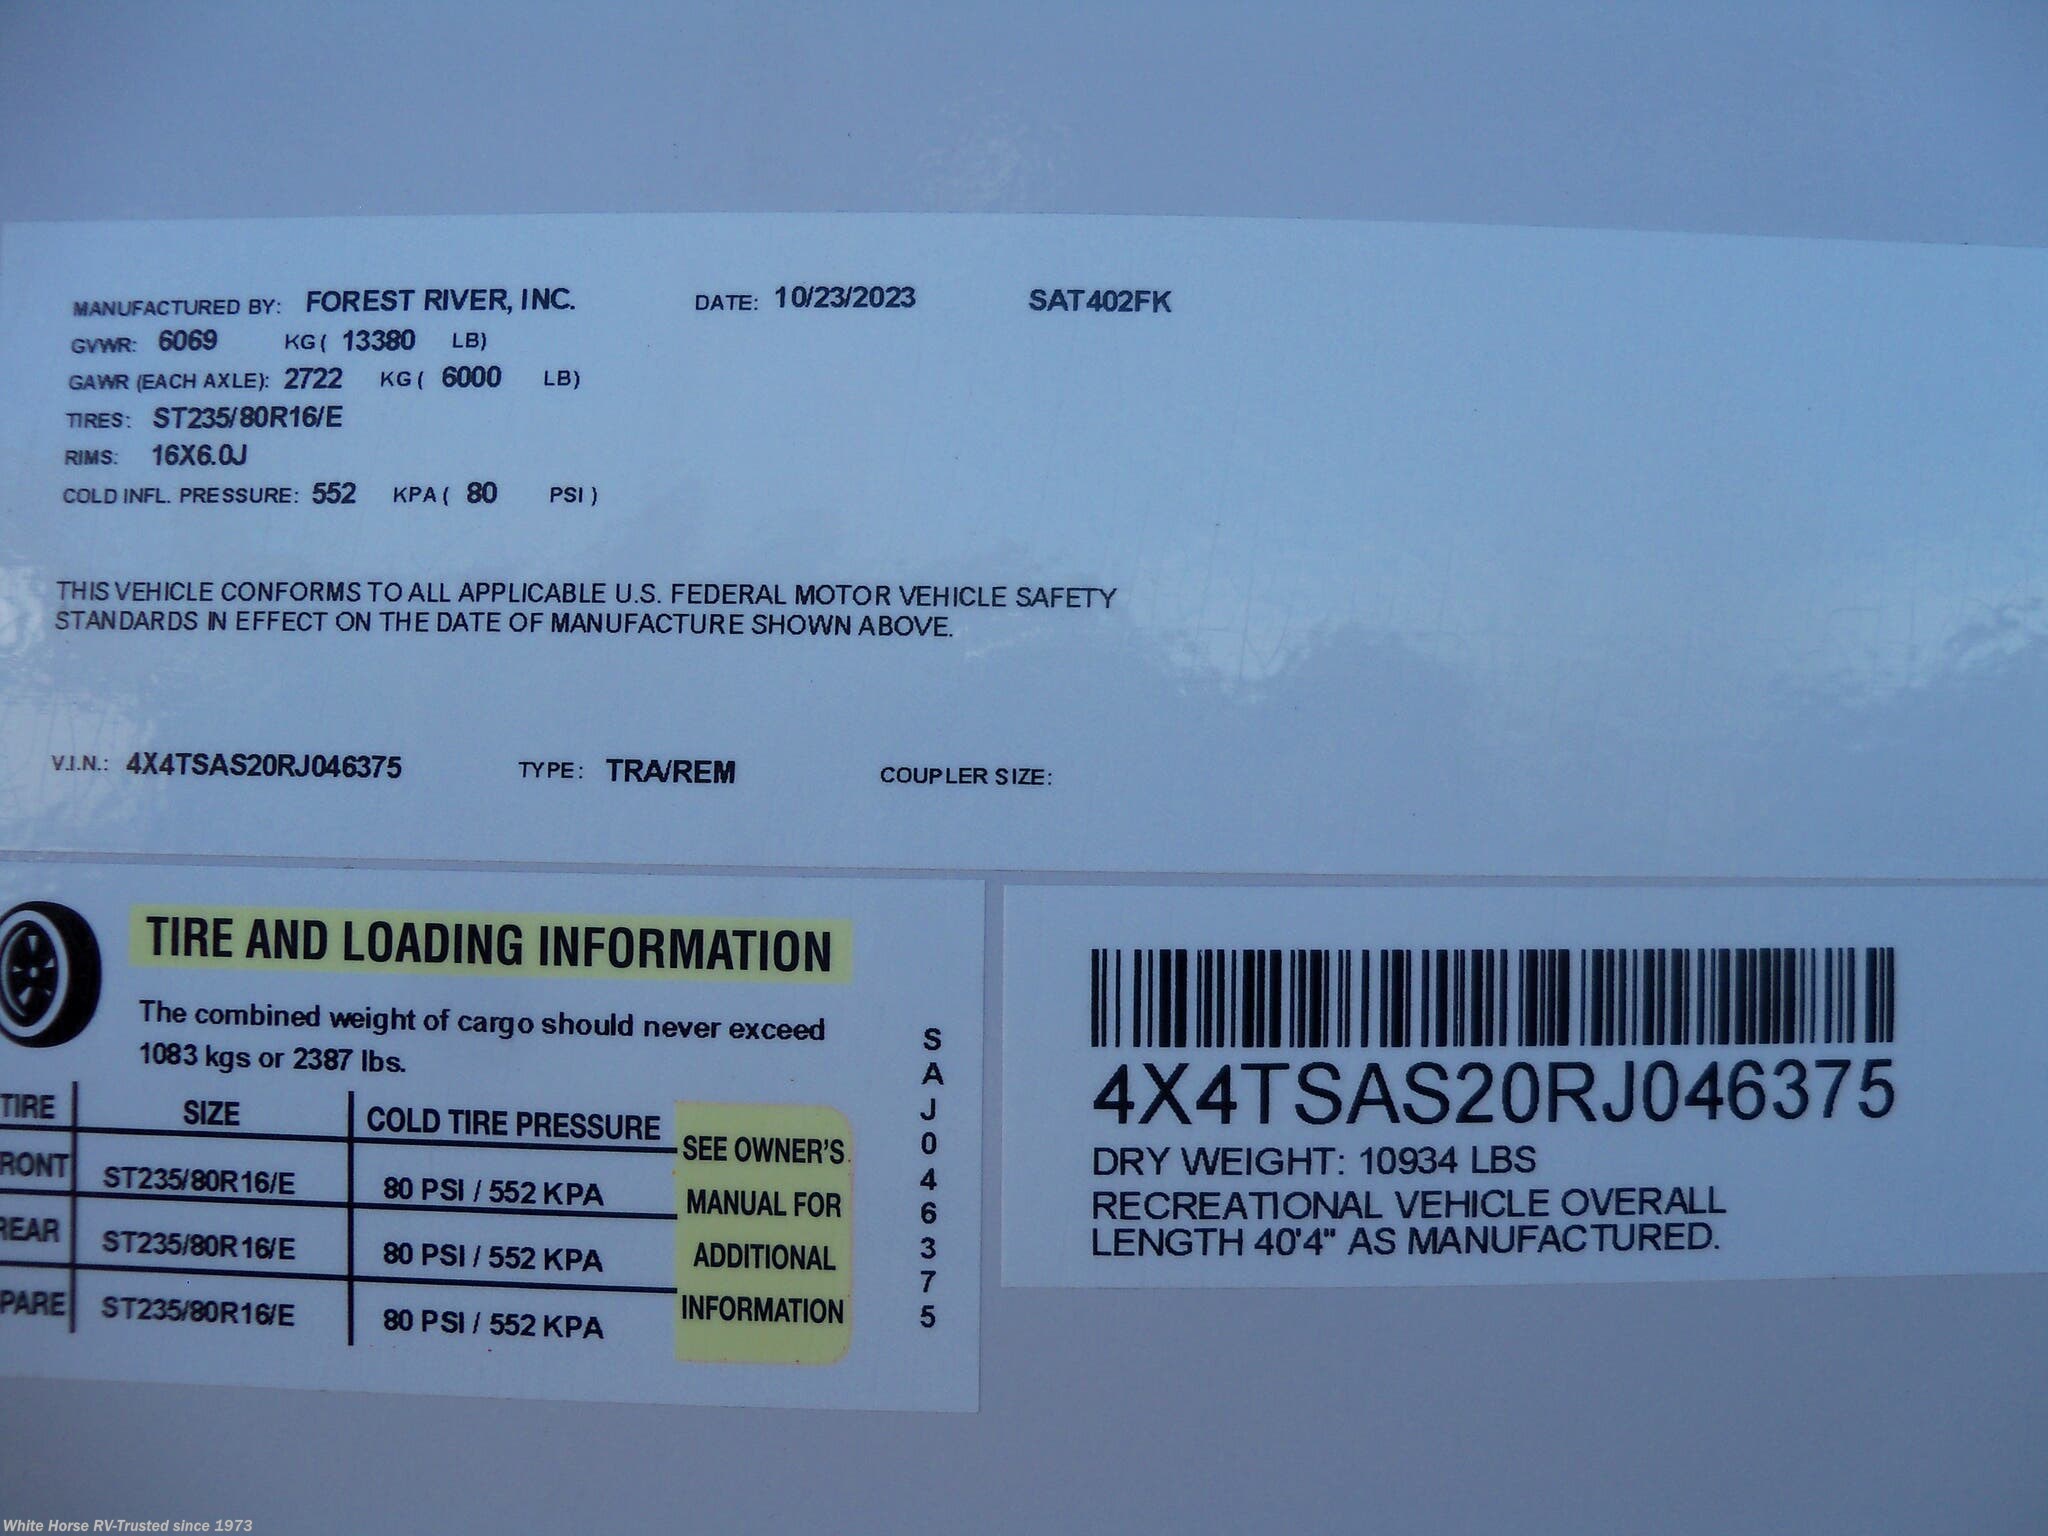 MANUFACTURED BY: FOREST RIVER, INC. DATE: 10/23/2023 SAT402FK
GVWR: 6069 KG ( 13380 LB)
GAWR (EACH AXLE): 2722 KG ( 6000 LB)
TIRES: ST235/80R16/E
RIMS: 16X6.0J
COLD INFL. PRESSURE: 552 KPA ( 80 PSI )
THIS VEHICLE CONFORMS TO ALL APPLICABLE U.S. FEDERAL MOTOR VEHICLE SAFETY
STANDARDS IN EFFECT ON THE DATE OF MANUFACTURE SHOWN ABOVE.
V.I.N.: 4X4TSAS20RJ046375 TYPE: TRA/REM COUPLER SIZE:
TIRE AND LOADING INFORMATION
The combined weight of cargo should never exceed
1083 kgs or 2387 lbs.
TIRE SIZE COLD TIRE PRESSURE
RONT ST235/80R16/E 80 PSI / 552 KPA
REAR ST235/80R16/E 80 PSI / 552 KPA
PARE ST235/80R16/E 80 PSI / 552 KPA
SEE OWNER'S
MANUAL FOR
ADDITIONAL
INFORMATION
SAJ046375
4X4TSAS20RJ046375
DRY WEIGHT: 10934 LBS
RECREATIONAL VEHICLE OVERALL
LENGTH 40'4" AS MANUFACTURED.
White Horse RV-Trusted since 1973